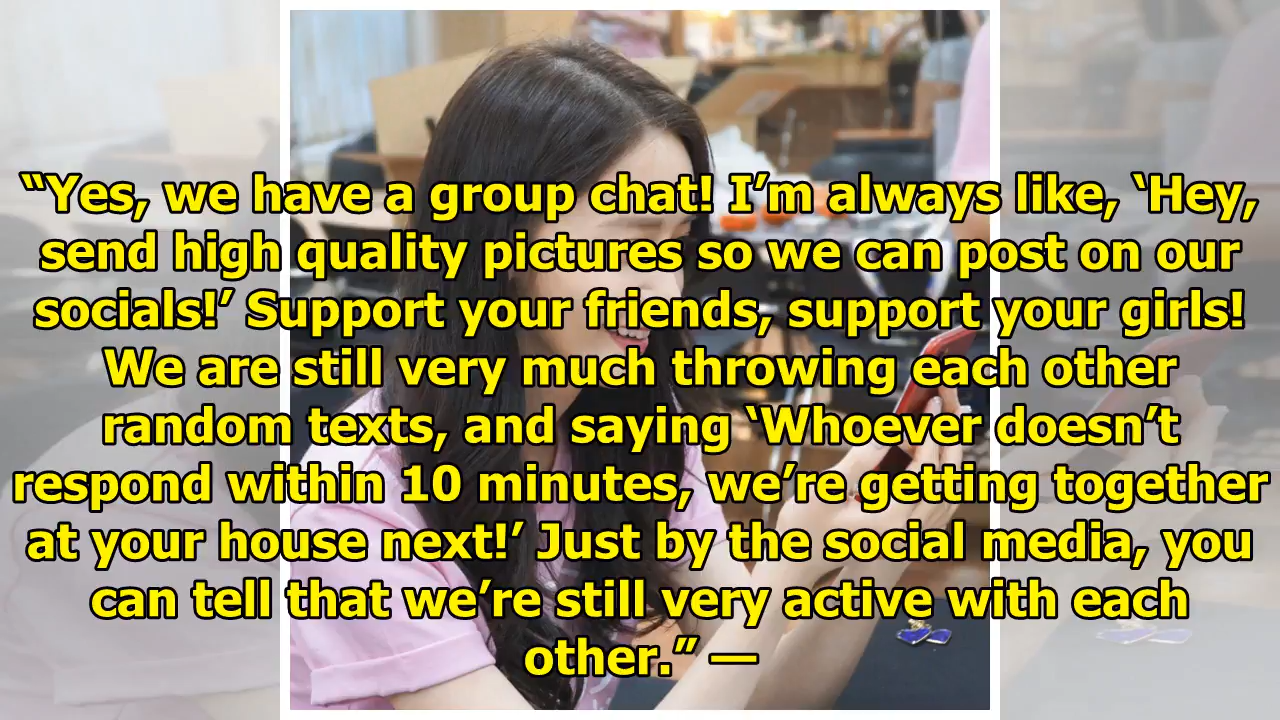 “Yes, we have a group chat! I’m always like, ‘Hey,
send high quality pictures so we can post on our
socials!’ Support your friends, support your girls!
We are still very much throwing each other
random texts, and saying ‘Whoever doesn’t
respond within 10 minutes, we’re getting together
at your house next!’ Just by the social media, you
can tell that we’re still very active with each
other.” —